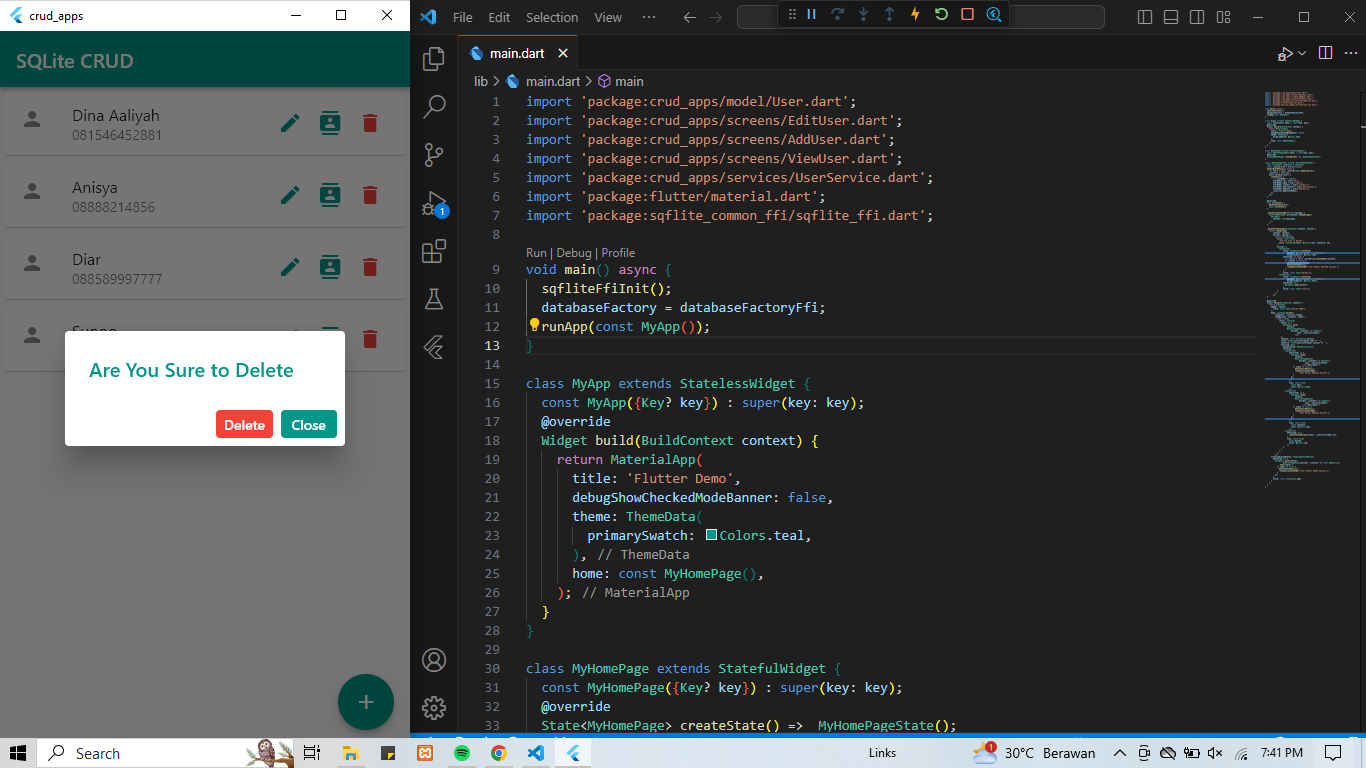 crud_apps
SQLite CRUD
Dina Aaliyah
081546452881
Anisya
08888214856
Diar
088589997777
Are You Sure to Delete
Delete Close
File Edit Selection View ···
main.dart
lib > main.dart > main
1 import 'package:crud_apps/model/User.dart';
2 import 'package:crud_apps/screens/EditUser.dart';
3 import 'package:crud_apps/screens/AddUser.dart';
4 import 'package:crud_apps/screens/ViewUser.dart';
5 import 'package:crud_apps/services/UserService.dart';
6 import 'package:flutter/material.dart';
7 import 'package:sqflite_common_ffi/sqflite_ffi.dart';
8
Run | Debug | Profile
9 void main() async {
10 sqfliteFfiInit();
11 databaseFactory = databaseFactoryFfi;
12 runApp(const MyApp());
13 }
14
15 class MyApp extends StatelessWidget {
16 const MyApp({Key? key}) : super(key: key);
17 @override
18 Widget build(BuildContext context) {
19 return MaterialApp(
20 title: 'Flutter Demo',
21 debugShowCheckedModeBanner: false,
22 theme: ThemeData(
23 primarySwatch: Colors.teal,
24 ), // ThemeData
25 home: const MyHomePage(),
26 ); // MaterialApp
27 }
28 }
29
30 class MyHomePage extends StatefulWidget {
31 const MyHomePage({Key? key}) : super(key: key);
32 @override
33 State<MyHomePage> createState() => MyHomePageState();
1
Search
Links
1
30°C Berawan
7:41 PM